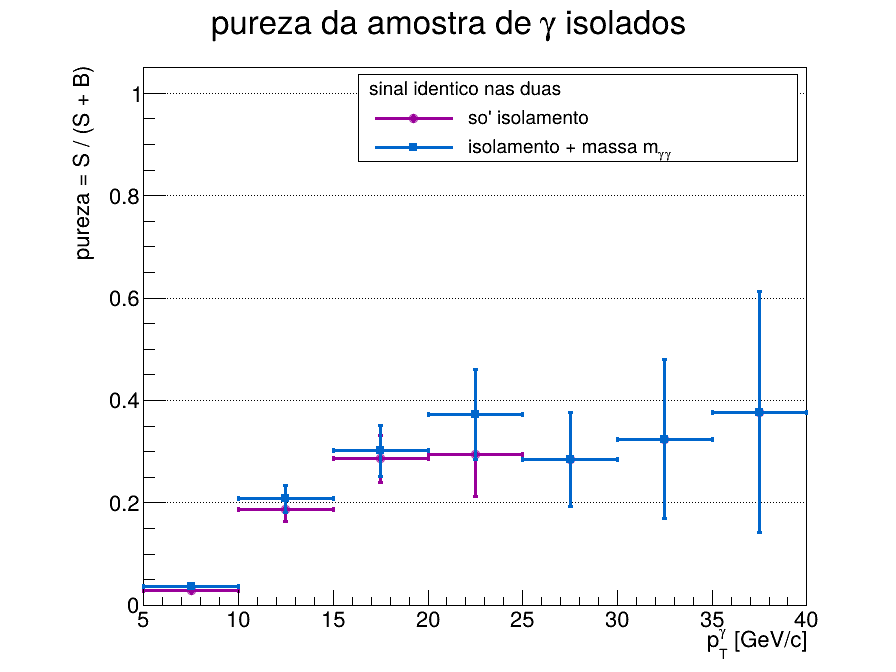 pureza da amostra de γ isolados
pureza = S / (S + B)
sinal identico nas duas
so' isolamento
isolamento + massa mγγ
1
0.8
0.6
0.4
0.2
0
5 10 15 20 25 30 35 40
pTγ [GeV/c]